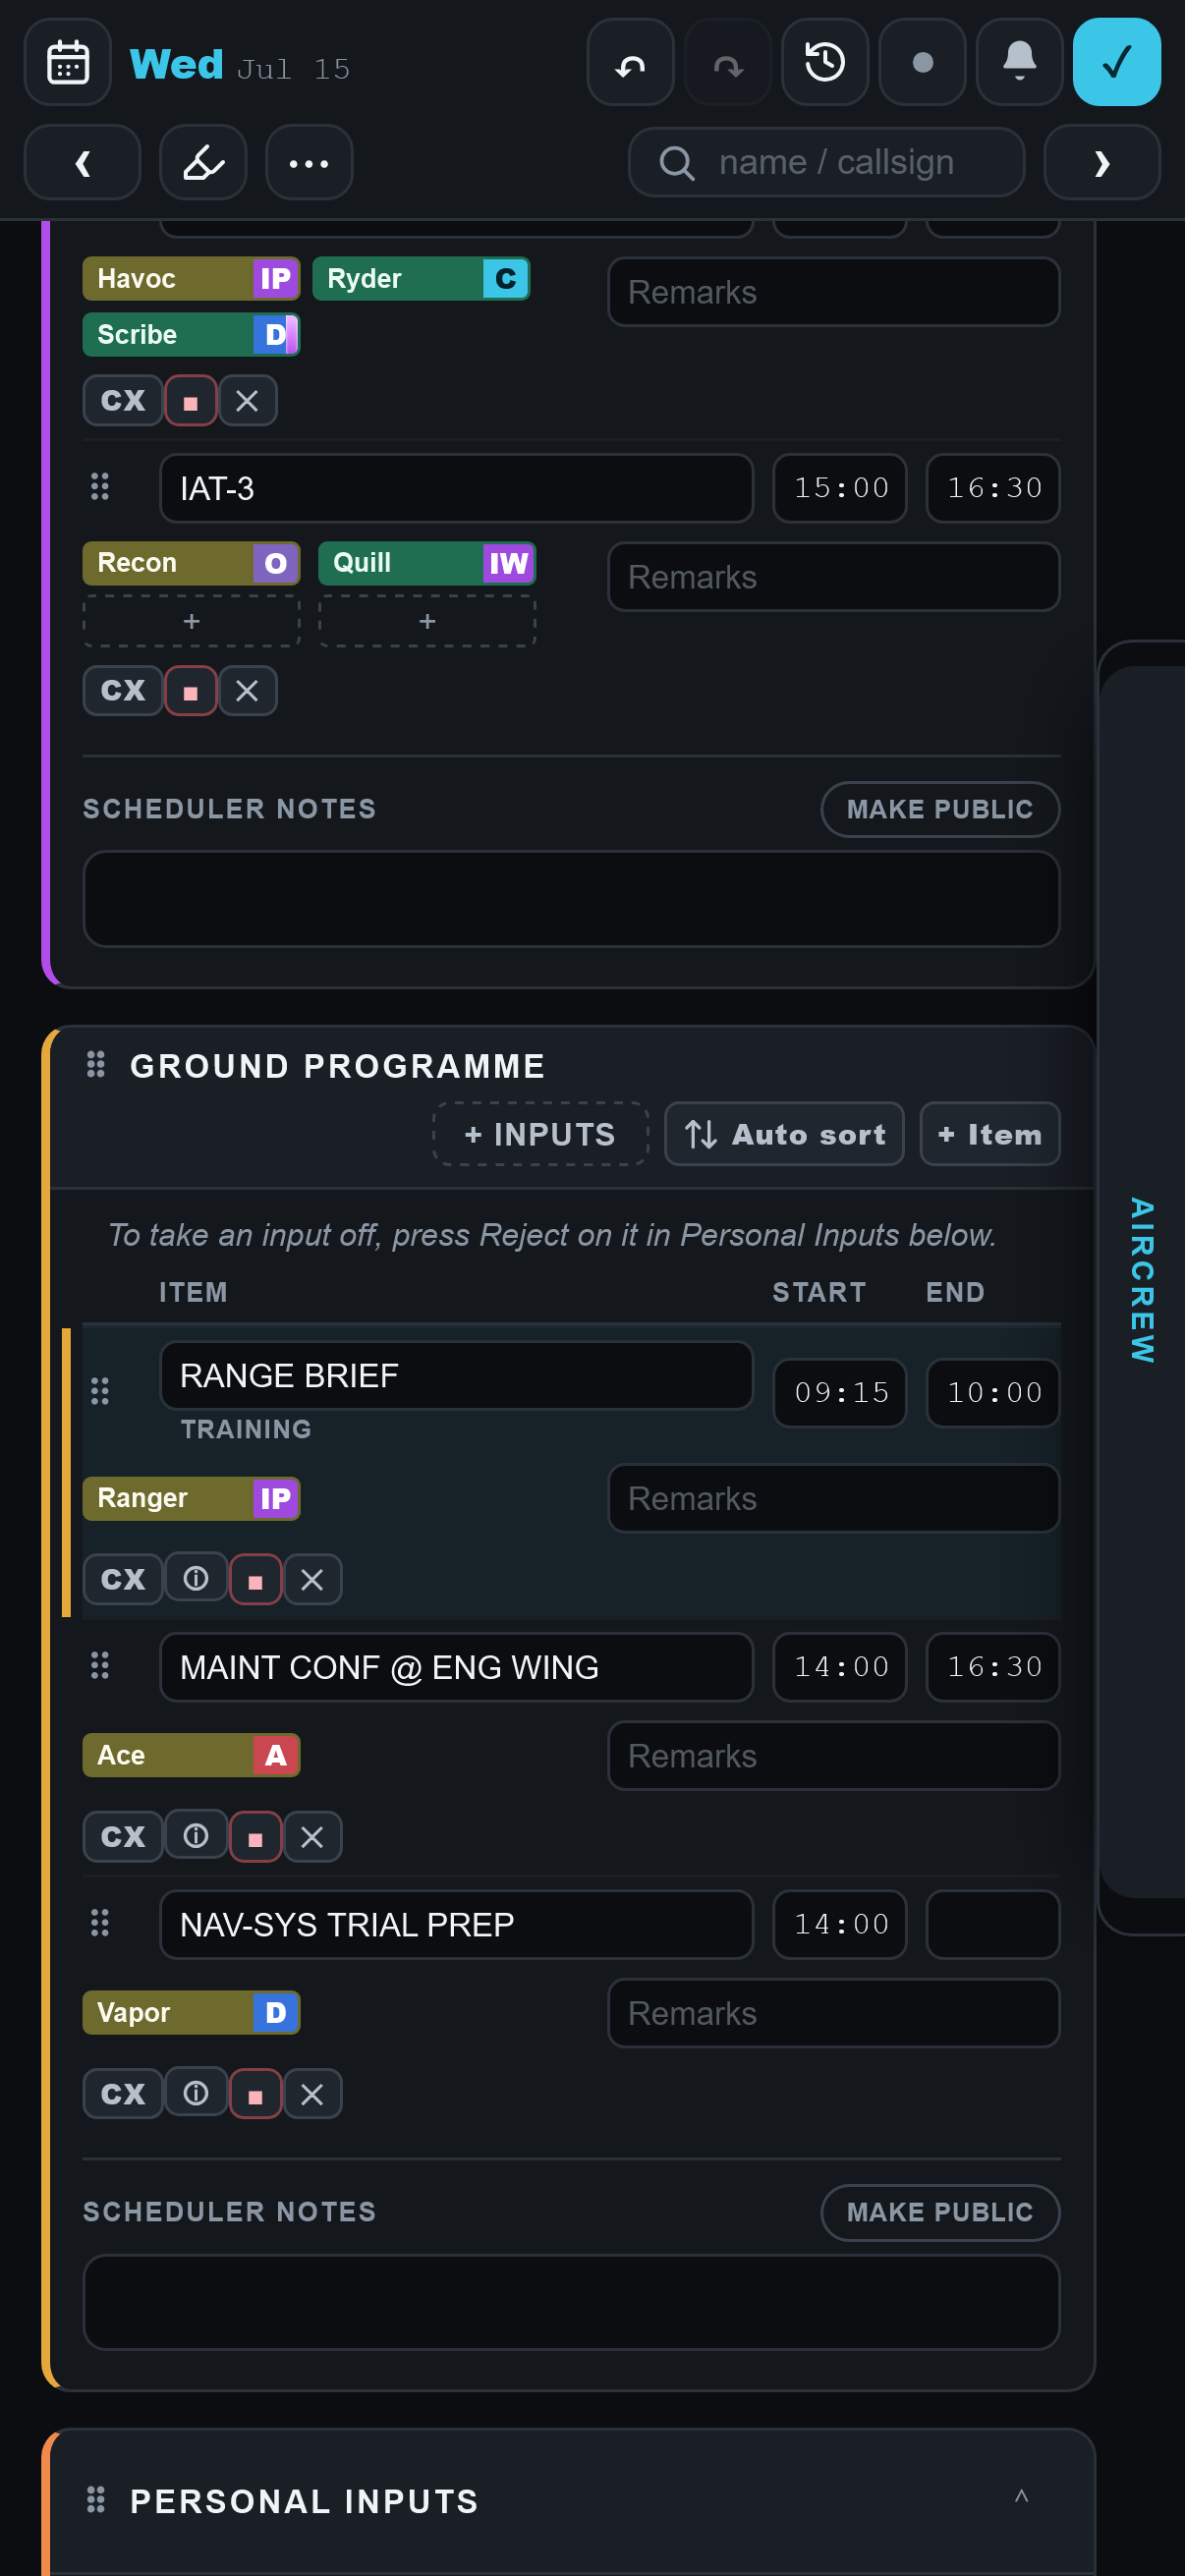 Wed Jul 15
name / callsign
Havoc IP Ryder C Remarks
Scribe D
CX
IAT-3 15:00 16:30
Recon O Quill IW Remarks
+ +
CX
SCHEDULER NOTES MAKE PUBLIC
GROUND PROGRAMME
+ INPUTS Auto sort + Item
To take an input off, press Reject on it in Personal Inputs below.
ITEM START END
RANGE BRIEF 09:15 10:00
TRAINING
Ranger IP Remarks
CX
MAINT CONF @ ENG WING 14:00 16:30
Ace A Remarks
CX
NAV-SYS TRIAL PREP 14:00
Vapor D Remarks
CX
SCHEDULER NOTES MAKE PUBLIC
PERSONAL INPUTS
AIRCREW